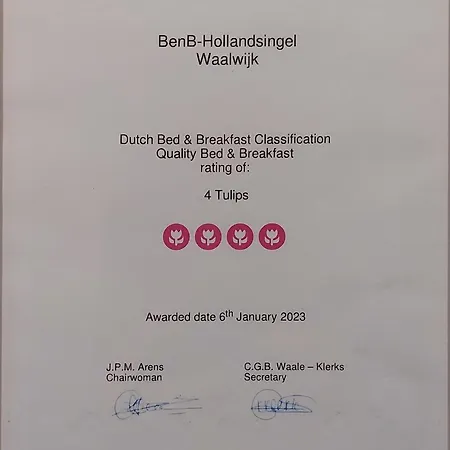 BenB-Hollandsingel
Waalwijk
Dutch Bed & Breakfast Classification
Quality Bed & Breakfast
rating of:
4 Tulips
Awarded date 6th January 2023
J.P.M. Arens
Chairwoman
C.G.B. Waale – Klerks
Secretary